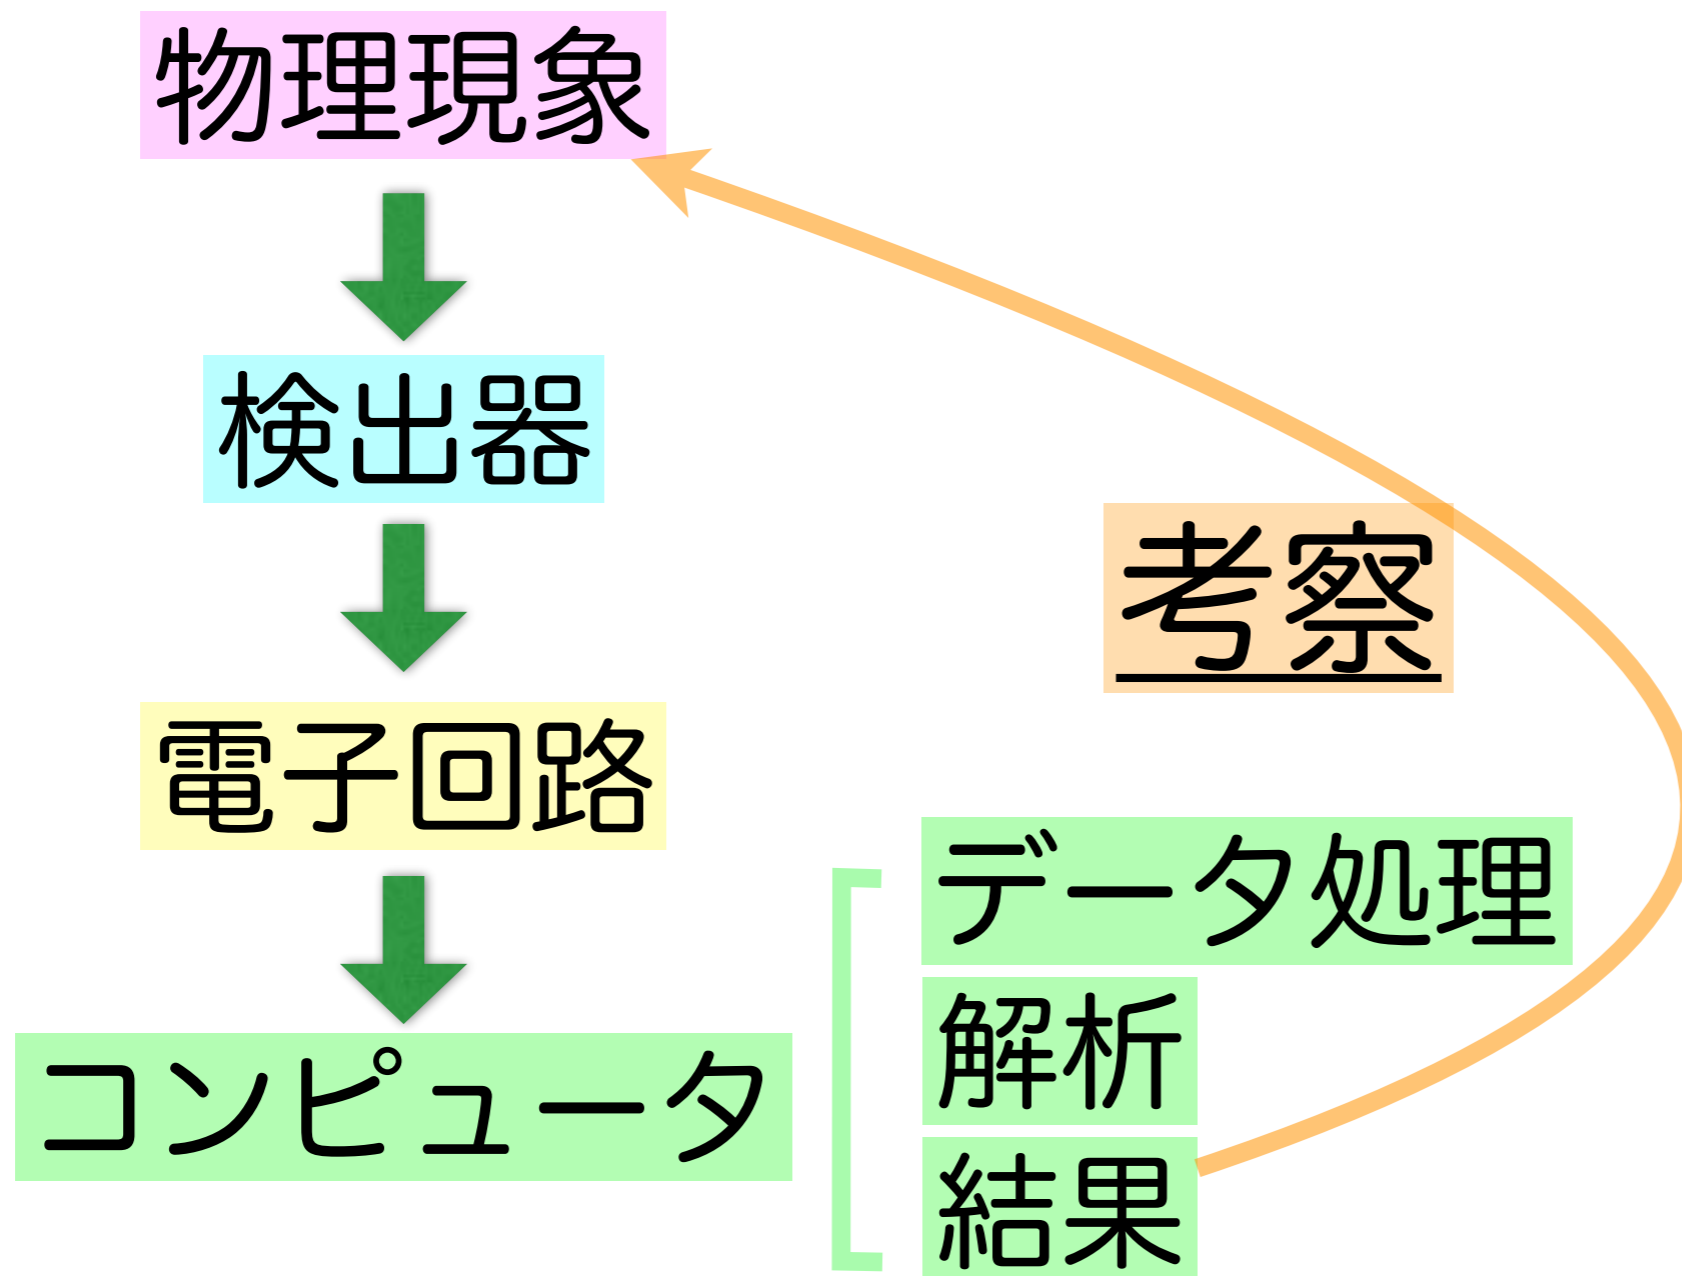 物理現象
検出器
電子回路
コンピュータ
考察
データ処理
解析
結果